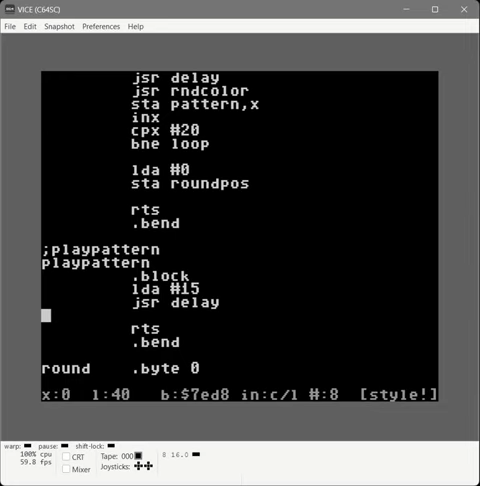 VICE (C64SC)
File Edit Snapshot Preferences Help
jsr delay
jsr rndcolor
sta pattern,x
inx
cpx #20
bne loop
lda #0
sta roundpos
rts
.bend
;playpattern
playpattern
.block
lda #15
jsr delay
rts
.bend
round .byte 0
x:0 l:40 b:$7ed8 in:c/l #:8 [style!]
warp: pause: shift-lock:
100% cpu
59.8 fps
CRT
Mixer
Tape: 000
Joysticks:
8 16.0